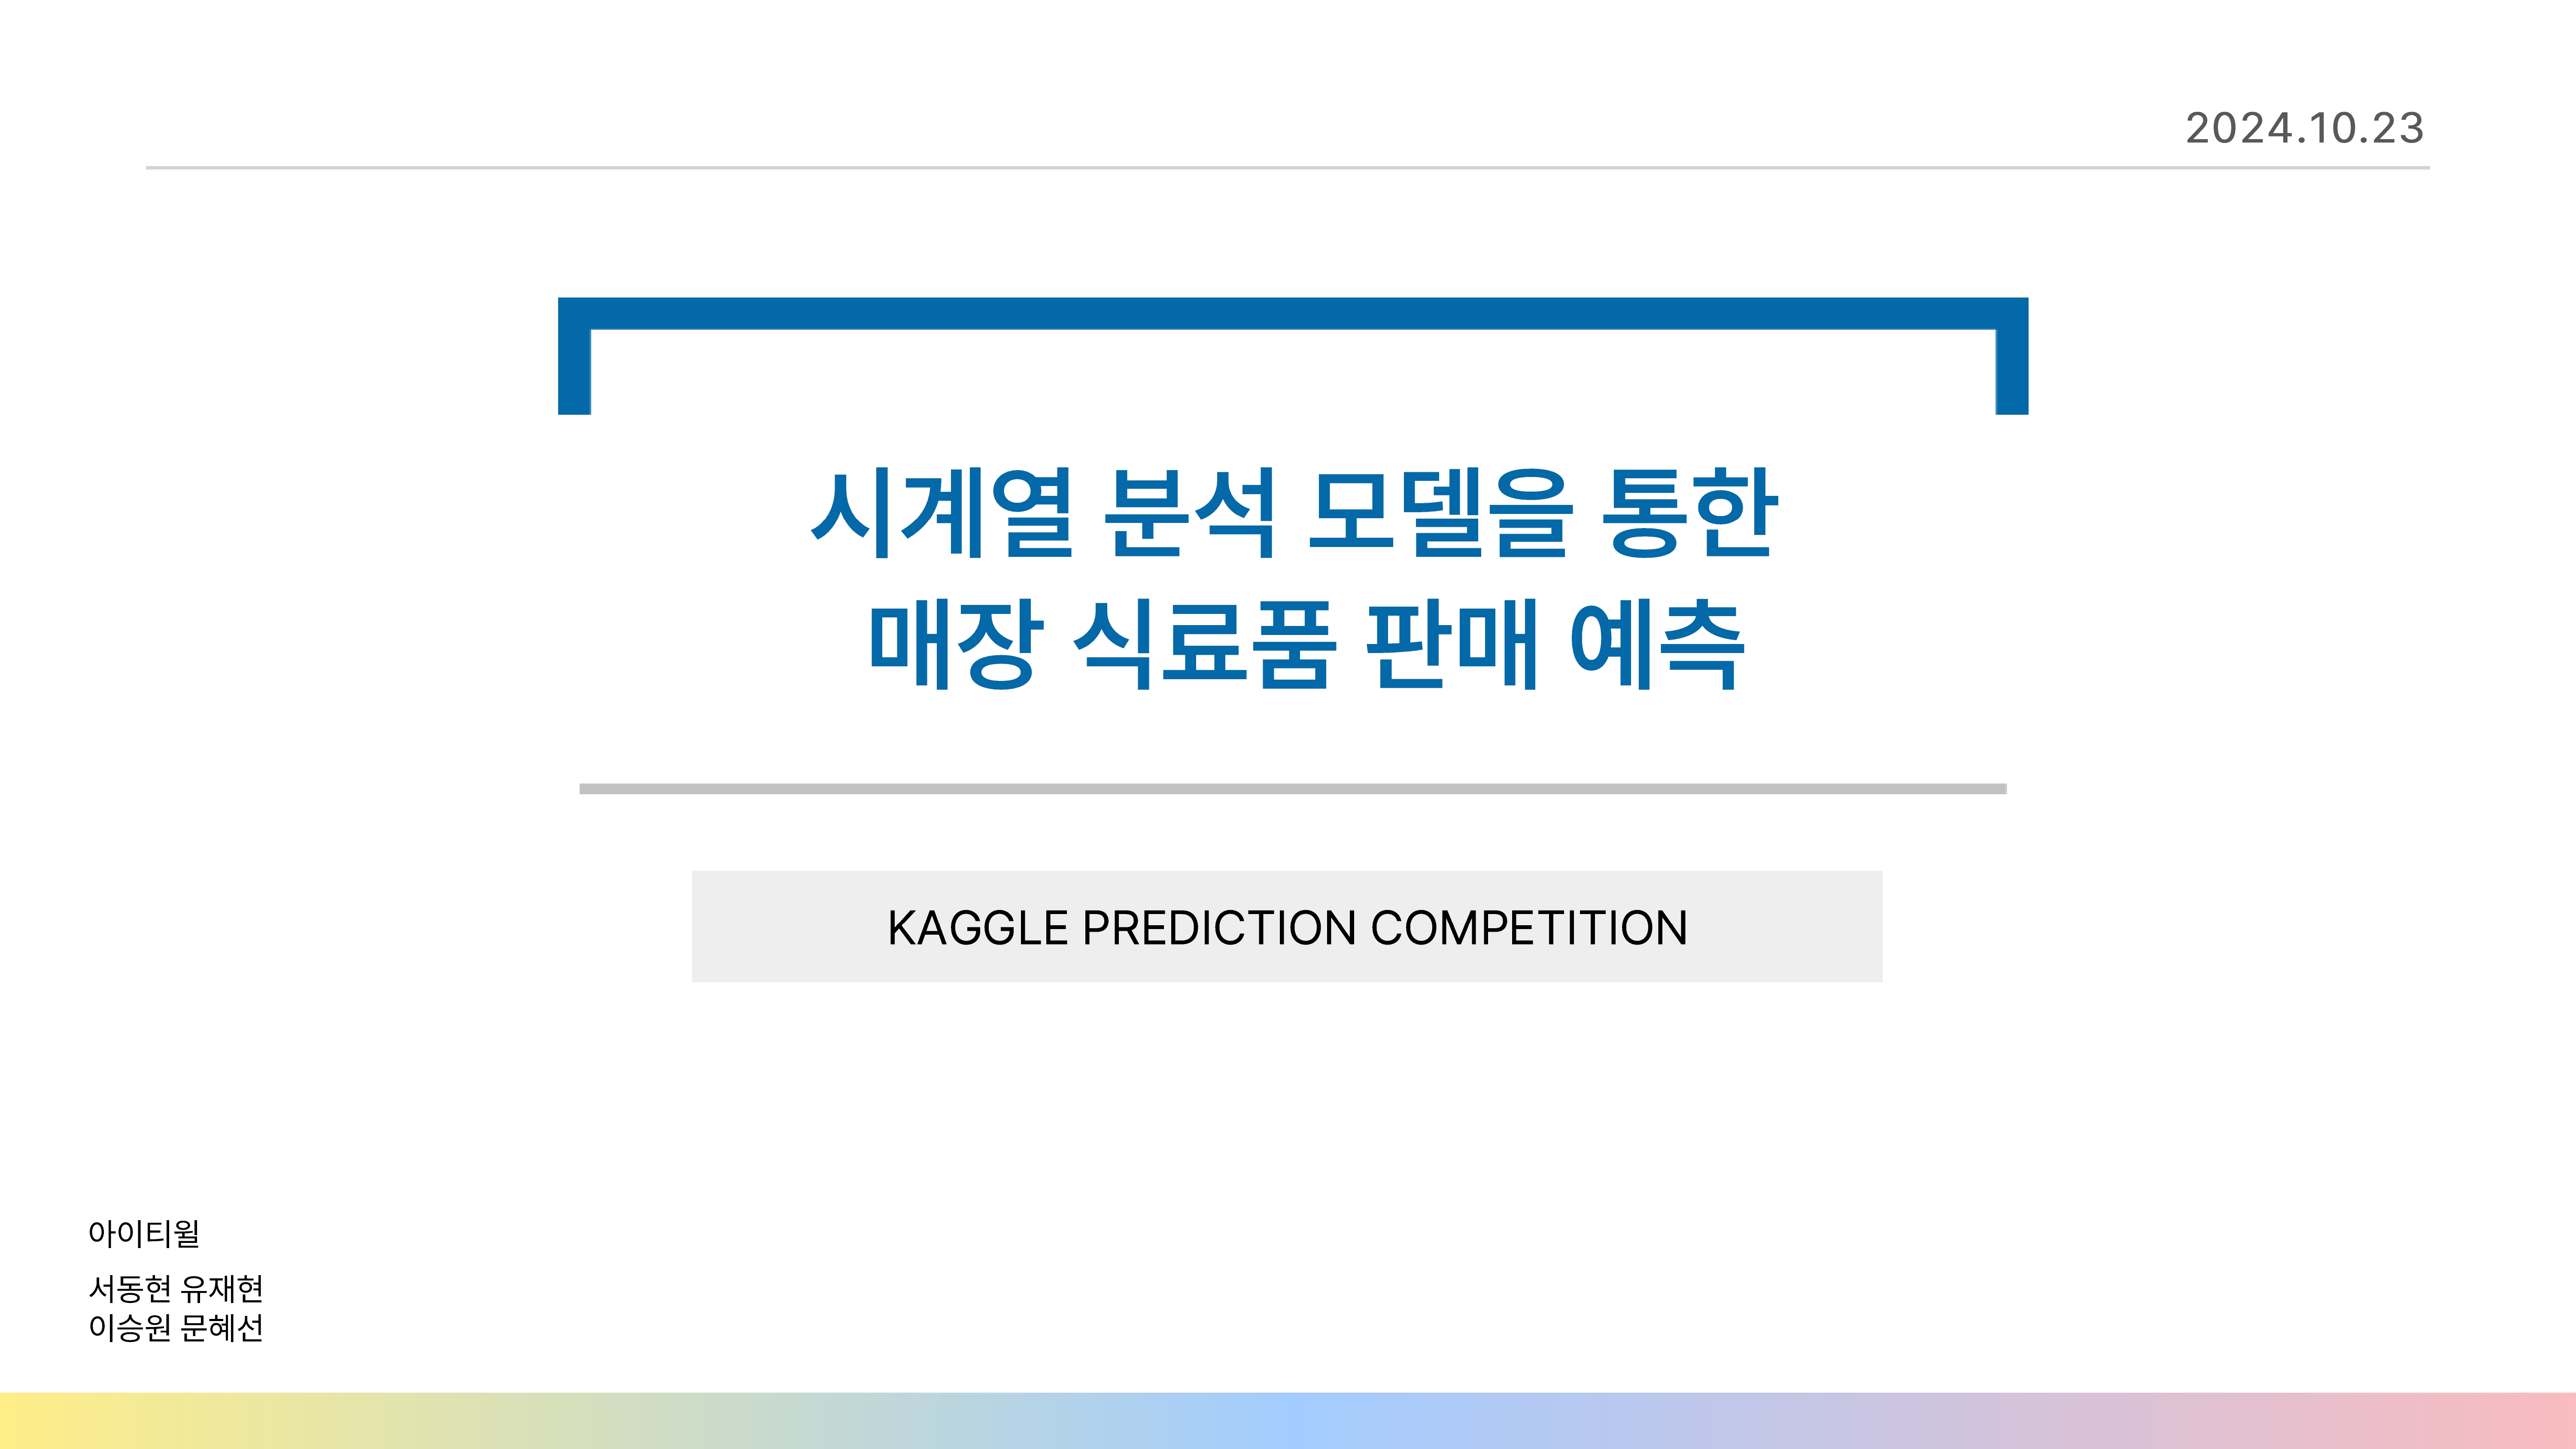 2024.10.23
시계열 분석 모델을 통한
매장 식료품 판매 예측
KAGGLE PREDICTION COMPETITION
아이티윌
서동현 유재현
이승원 문혜선